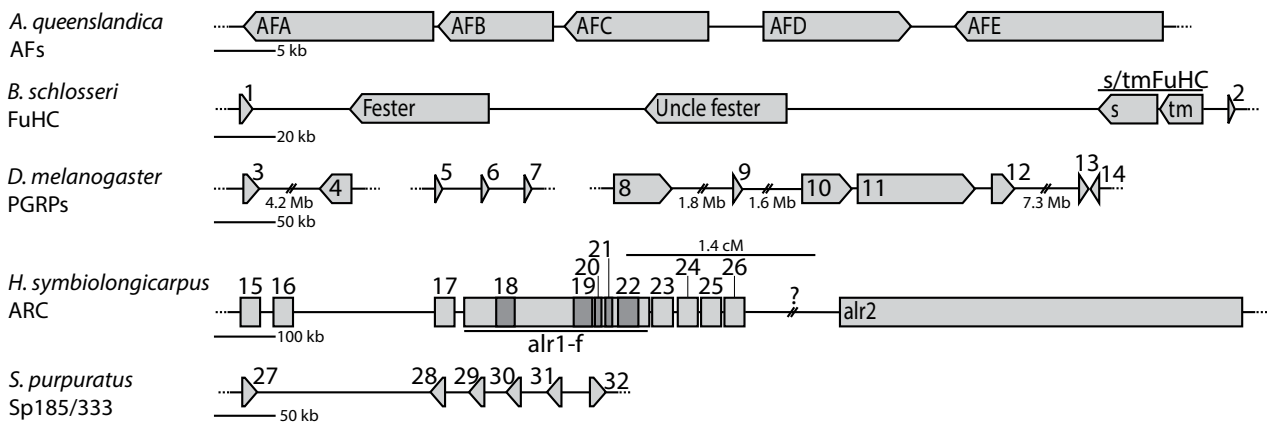 A. queenslandica
AFs
AFA AFB AFC AFD AFE
5 kb
B. schlosseri
FuHC
1 Fester Uncle fester s/tmFuHC s tm 2
20 kb
D. melanogaster
PGRPs
3 4 5 6 7 8 9 10 11 12 13 14
4.2 Mb 1.8 Mb 1.6 Mb 7.3 Mb
50 kb
1.4 cM
H. symbiolongicarpus
ARC
15 16 17 18 19 20 21 22 23 24 25 26 ? alr2
100 kb
alr1-f
S. purpuratus
Sp185/333
27 28 29 30 31 32
50 kb